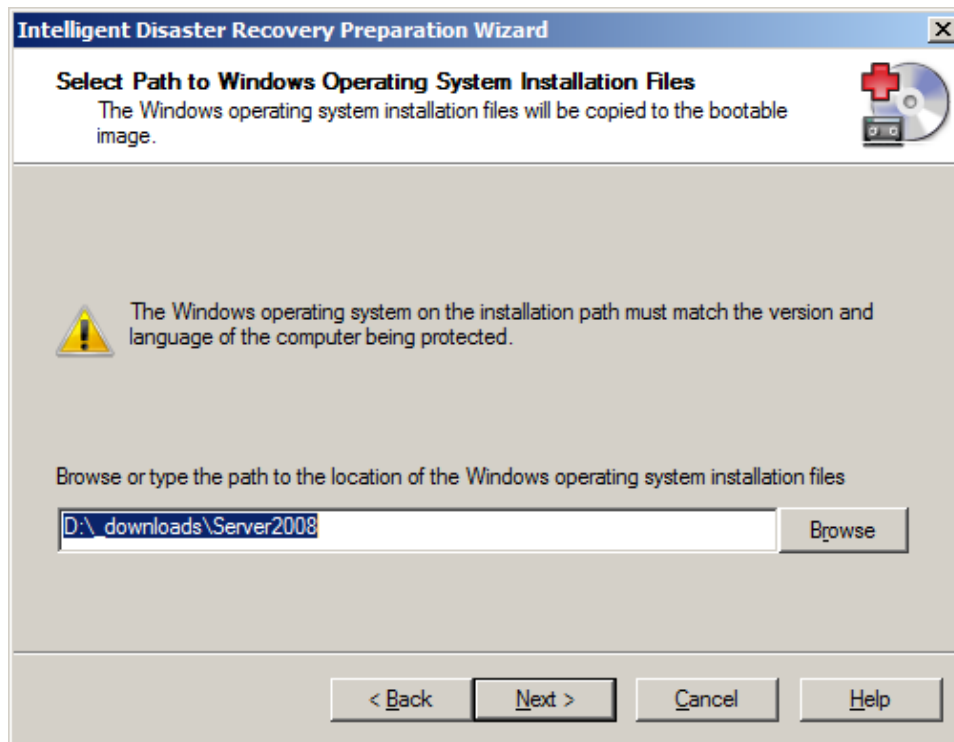 Intelligent Disaster Recovery Preparation Wizard
Select Path to Windows Operating System Installation Files
The Windows operating system installation files will be copied to the bootable
image.
The Windows operating system on the installation path must match the version and
language of the computer being protected.
Browse or type the path to the location of the Windows operating system installation files
D:\_downloads\Server2008
Browse
< Back
Next >
Cancel
Help